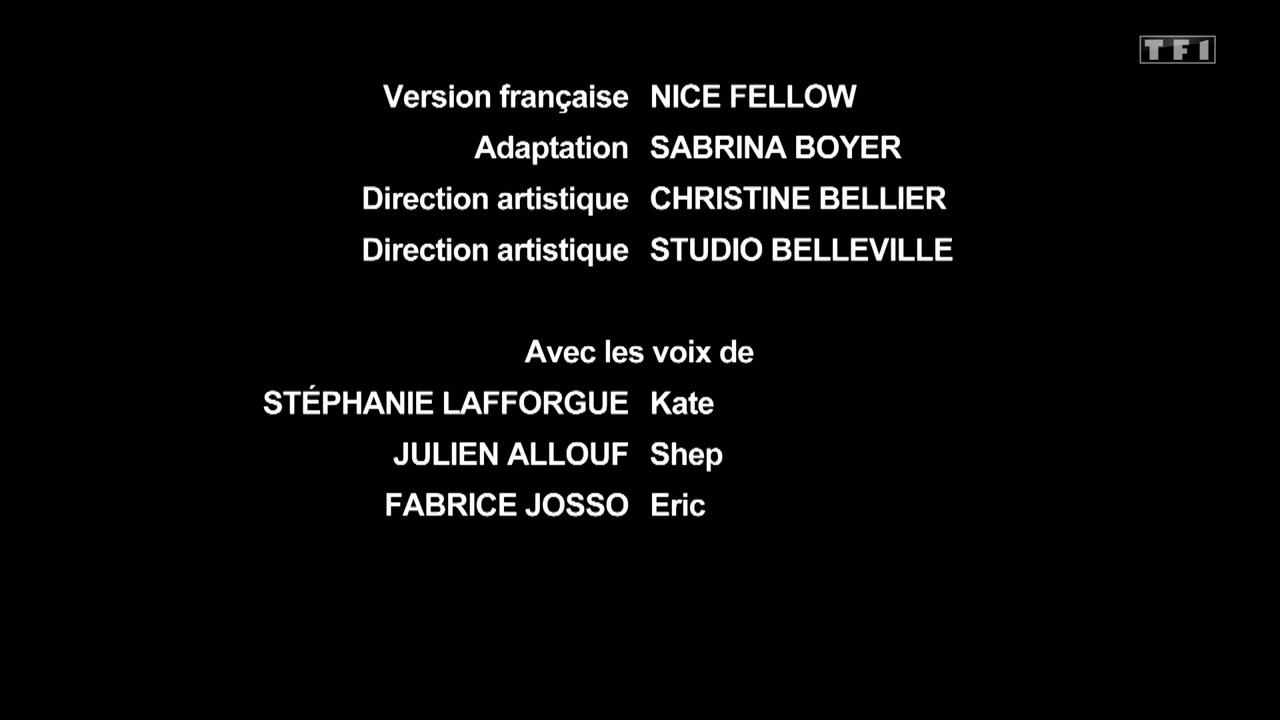 TF1
Version française NICE FELLOW
Adaptation SABRINA BOYER
Direction artistique CHRISTINE BELLIER
Direction artistique STUDIO BELLEVILLE
Avec les voix de
STÉPHANIE LAFFORGUE Kate
JULIEN ALLOUF Shep
FABRICE JOSSO Eric